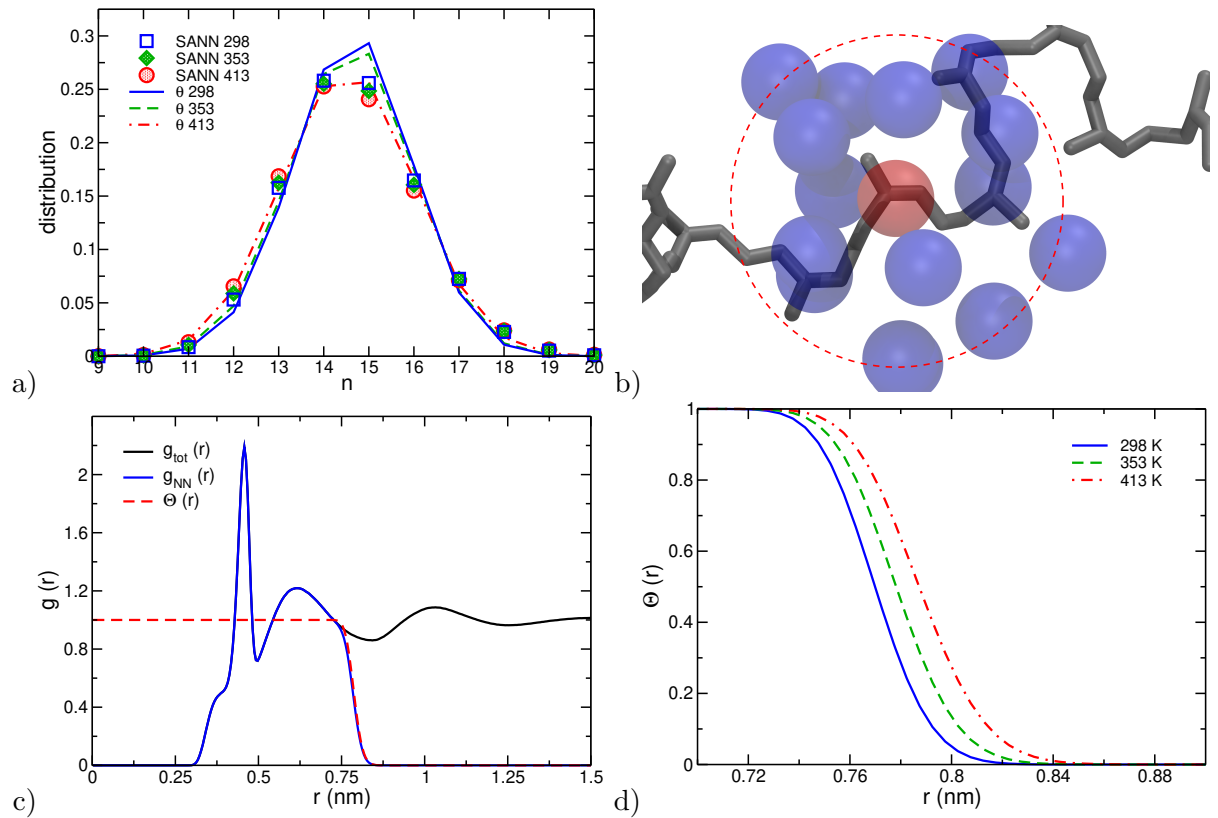 0.3
0.25
0.2
0.15
0.1
0.05
0
distribution
SANN 298
SANN 353
SANN 413
θ 298
θ 353
θ 413
9 10 11 12 13 14 15 16 17 18 19 20
n
a)
b)
2
1.6
1.2
0.8
0.4
0
g (r)
g_tot (r)
g_NN (r)
Θ (r)
0 0.25 0.5 0.75 1 1.25 1.5
r (nm)
c)
1
0.8
0.6
0.4
0.2
0
Θ (r)
298 K
353 K
413 K
0.72 0.76 0.8 0.84 0.88
r (nm)
d)